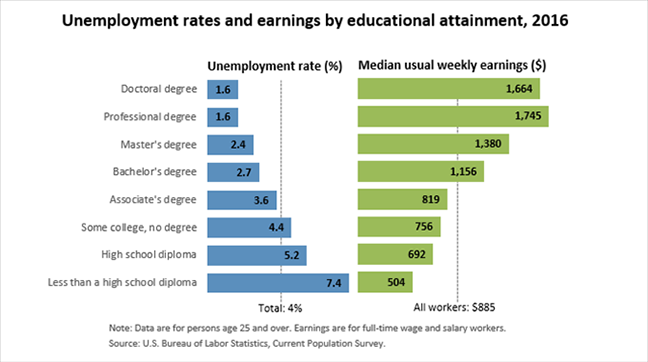 Unemployment rates and earnings by educational attainment, 2016
Unemployment rate (%) Median usual weekly earnings ($)
Doctoral degree 1.6 1,664
Professional degree 1.6 1,745
Master's degree 2.4 1,380
Bachelor's degree 2.7 1,156
Associate's degree 3.6 819
Some college, no degree 4.4 756
High school diploma 5.2 692
Less than a high school diploma 7.4 504
Total: 4% All workers: $885
Note: Data are for persons age 25 and over. Earnings are for full-time wage and salary workers.
Source: U.S. Bureau of Labor Statistics, Current Population Survey.